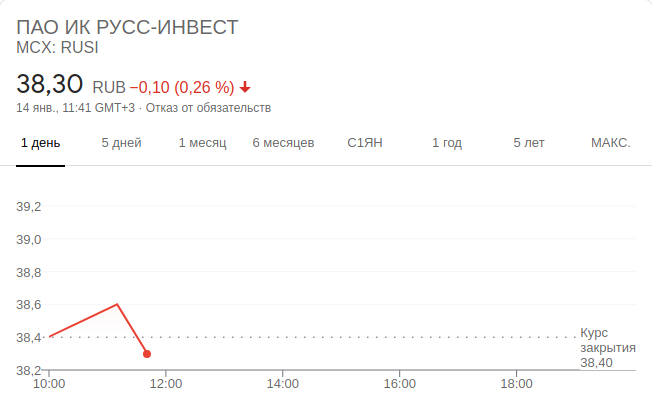 ПАО ИК РУСС-ИНВЕСТ
MCX: RUSI
38,30 RUB −0,10 (0,26 %)
14 янв., 11:41 GMT+3 · Отказ от обязательств
1 день 5 дней 1 месяц 6 месяцев С1ЯН 1 год 5 лет МАКС.
39,2
39,0
38,8
38,6
38,4
38,2
Курс
закрытия
38,40
10:00 12:00 14:00 16:00 18:00